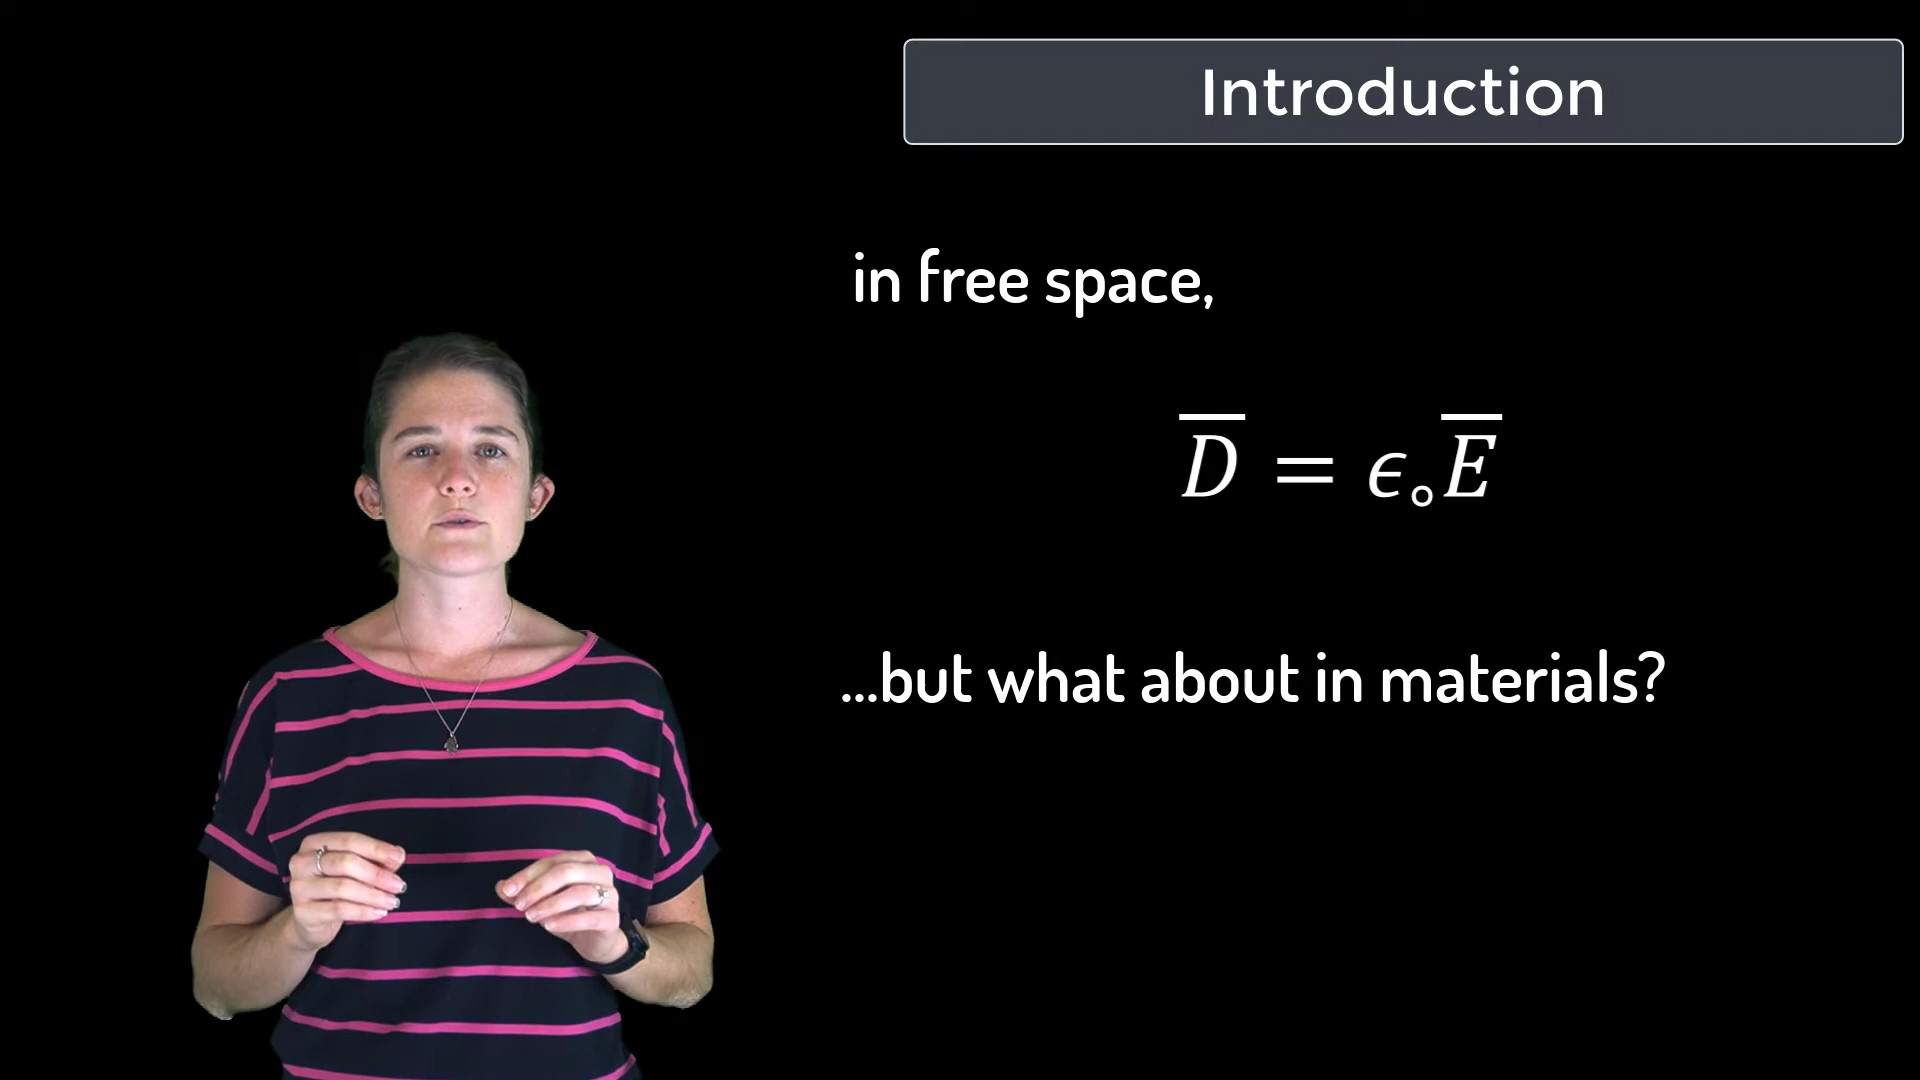 Introduction
in free space,
D̅ = ϵ∘E̅
...but what about in materials?